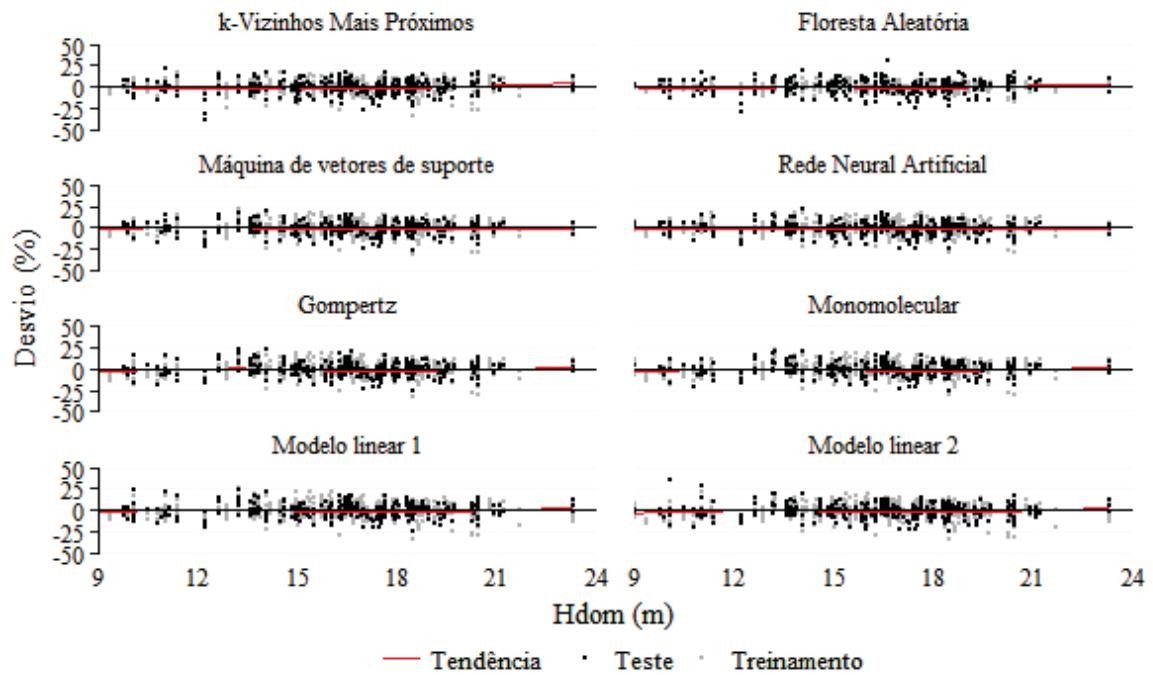 k-Vizinhos Mais Próximos
Floresta Aleatória
50
25
0
-25
-50
Máquina de vetores de suporte
Rede Neural Artificial
50
25
0
-25
-50
Desvio (%)
Gompertz
Monomolecular
50
25
0
-25
-50
Modelo linear 1
Modelo linear 2
50
25
0
-25
-50
9 12 15 18 21 24 9 12 15 18 21 24
Hdom (m)
Tendência Teste Treinamento